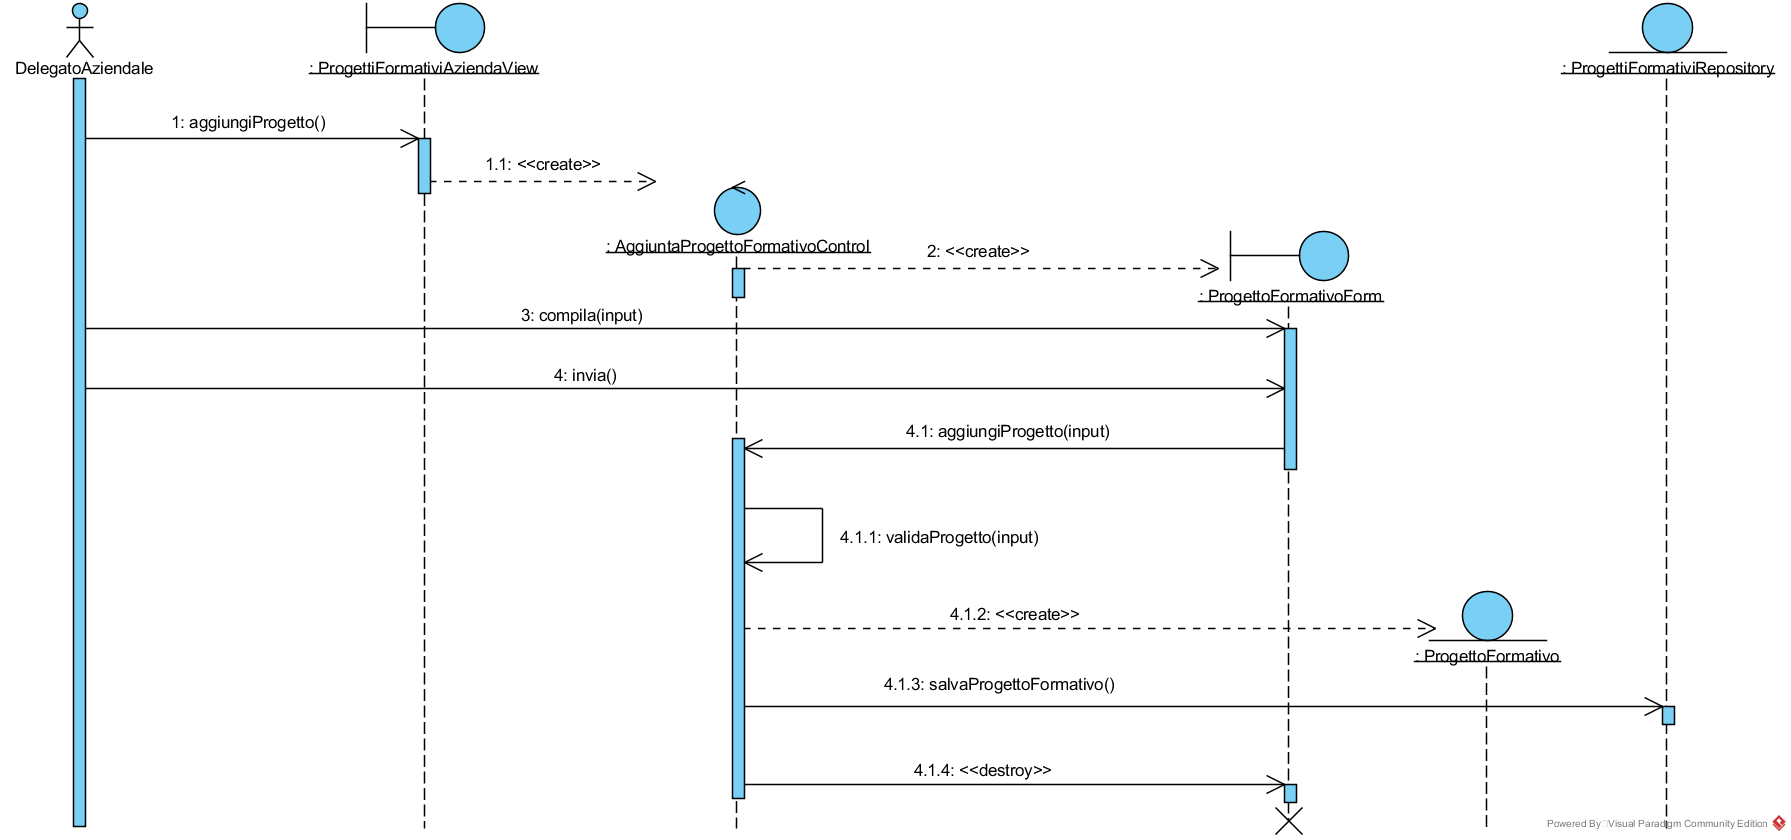 DelegatoAziendale
: ProgettiFormativiAziendaView
: ProgettiFormativiRepository
1: aggiungiProgetto()
1.1: <<create>>
: AggiuntaProgettoFormativoControl
2: <<create>>
: ProgettoFormativoForm
3: compila(input)
4: invia()
4.1: aggiungiProgetto(input)
4.1.1: validaProgetto(input)
4.1.2: <<create>>
: ProgettoFormativo
4.1.3: salvaProgettoFormativo()
4.1.4: <<destroy>>
Powered By Visual Paradigm Community Edition